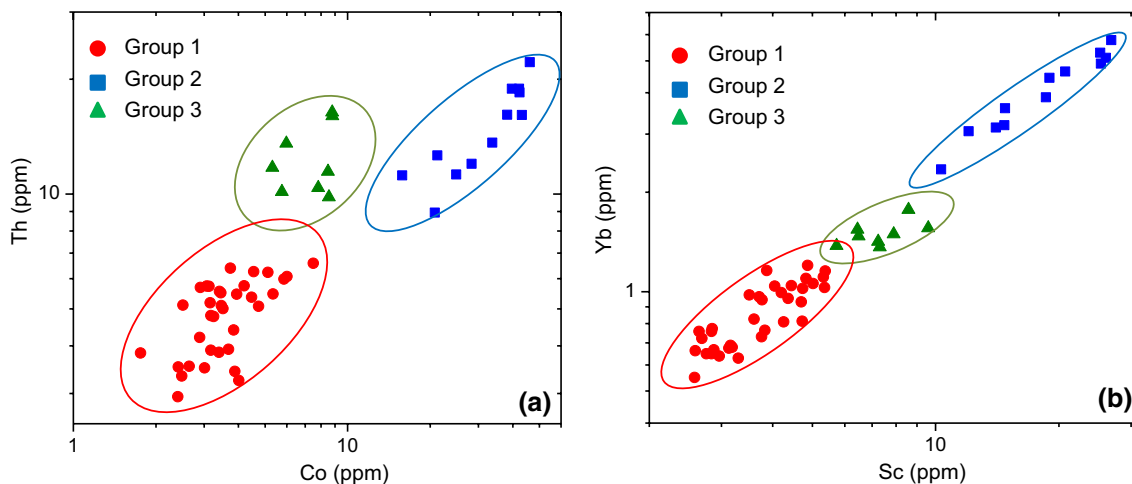 Group 1
Group 2
Group 3
10
Th (ppm)
(a)
1
10
Co (ppm)
Group 1
Group 2
Group 3
1
Yb (ppm)
(b)
10
Sc (ppm)